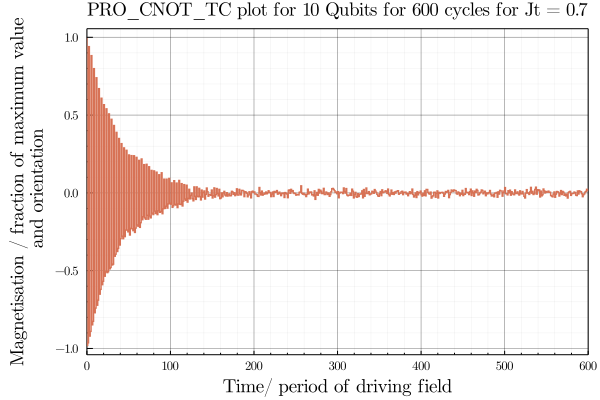 PRO_CNOT_TC plot for 10 Qubits for 600 cycles for Jt = 0.7
Magnetisation / fraction of maximum value
and orientation
1.0
0.5
0.0
−0.5
−1.0
0 100 200 300 400 500 600
Time/ period of driving field